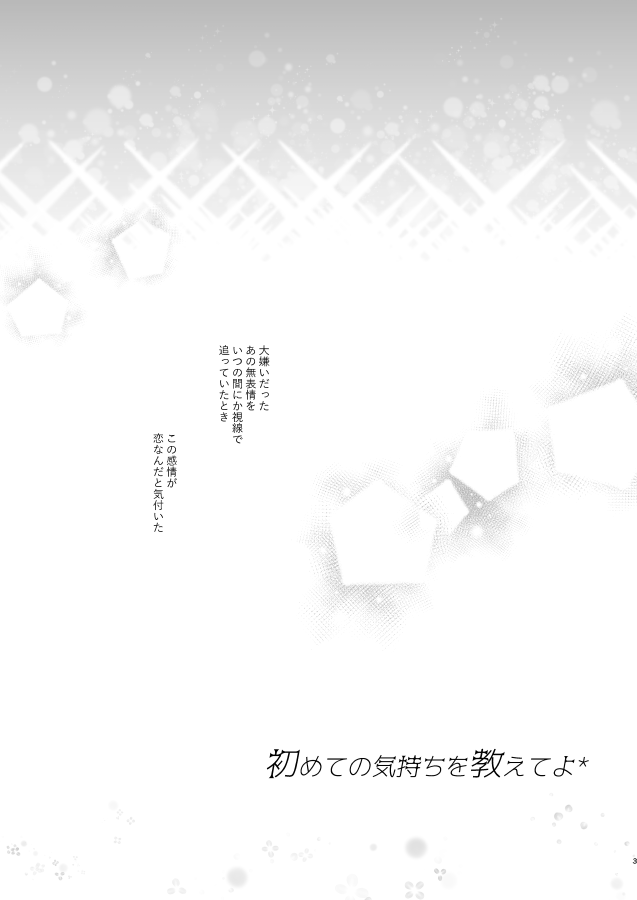 大嫌いだった
あの無表情を
いつの間にか視線で
追っていたとき
この感情が
恋なんだと気付いた
初めての気持ちを教えてよ*
3